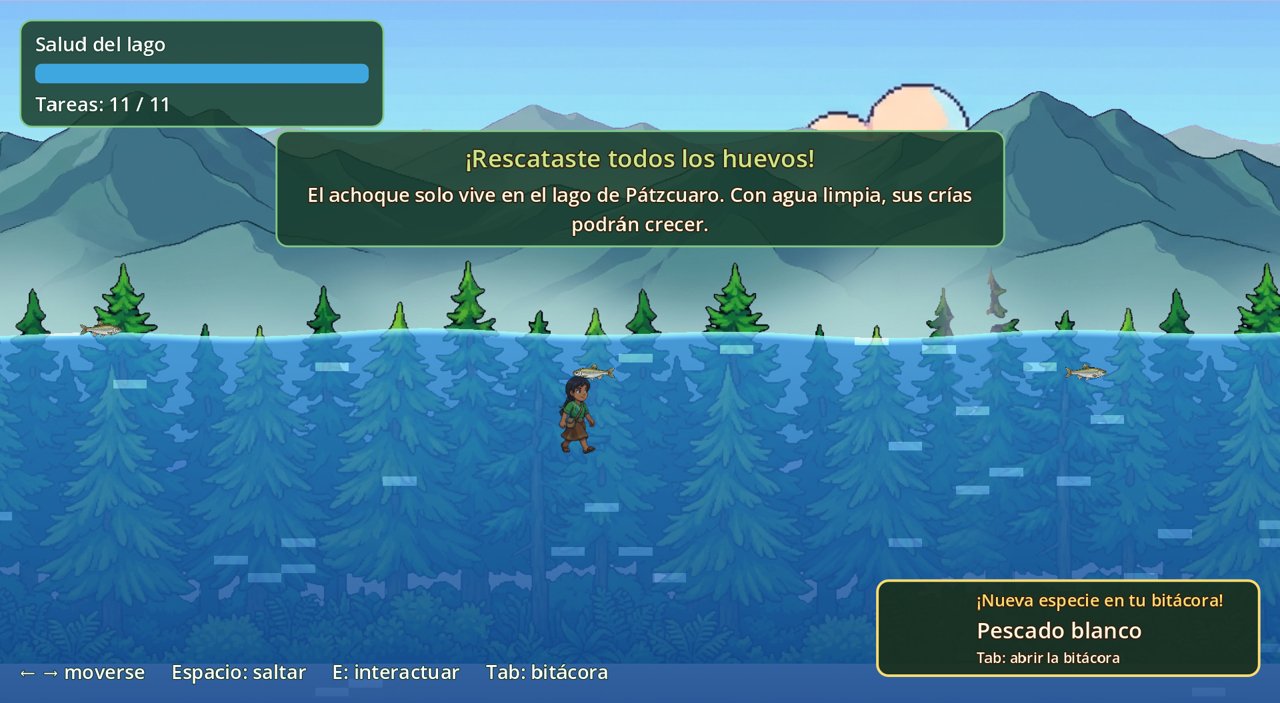 Salud del lago
Tareas: 11 / 11
¡Rescataste todos los huevos!
El achoque solo vive en el lago de Pátzcuaro. Con agua limpia, sus crías
podrán crecer.
¡Nueva especie en tu bitácora!
Pescado blanco
Tab: abrir la bitácora
← → moverse Espacio: saltar E: interactuar Tab: bitácora